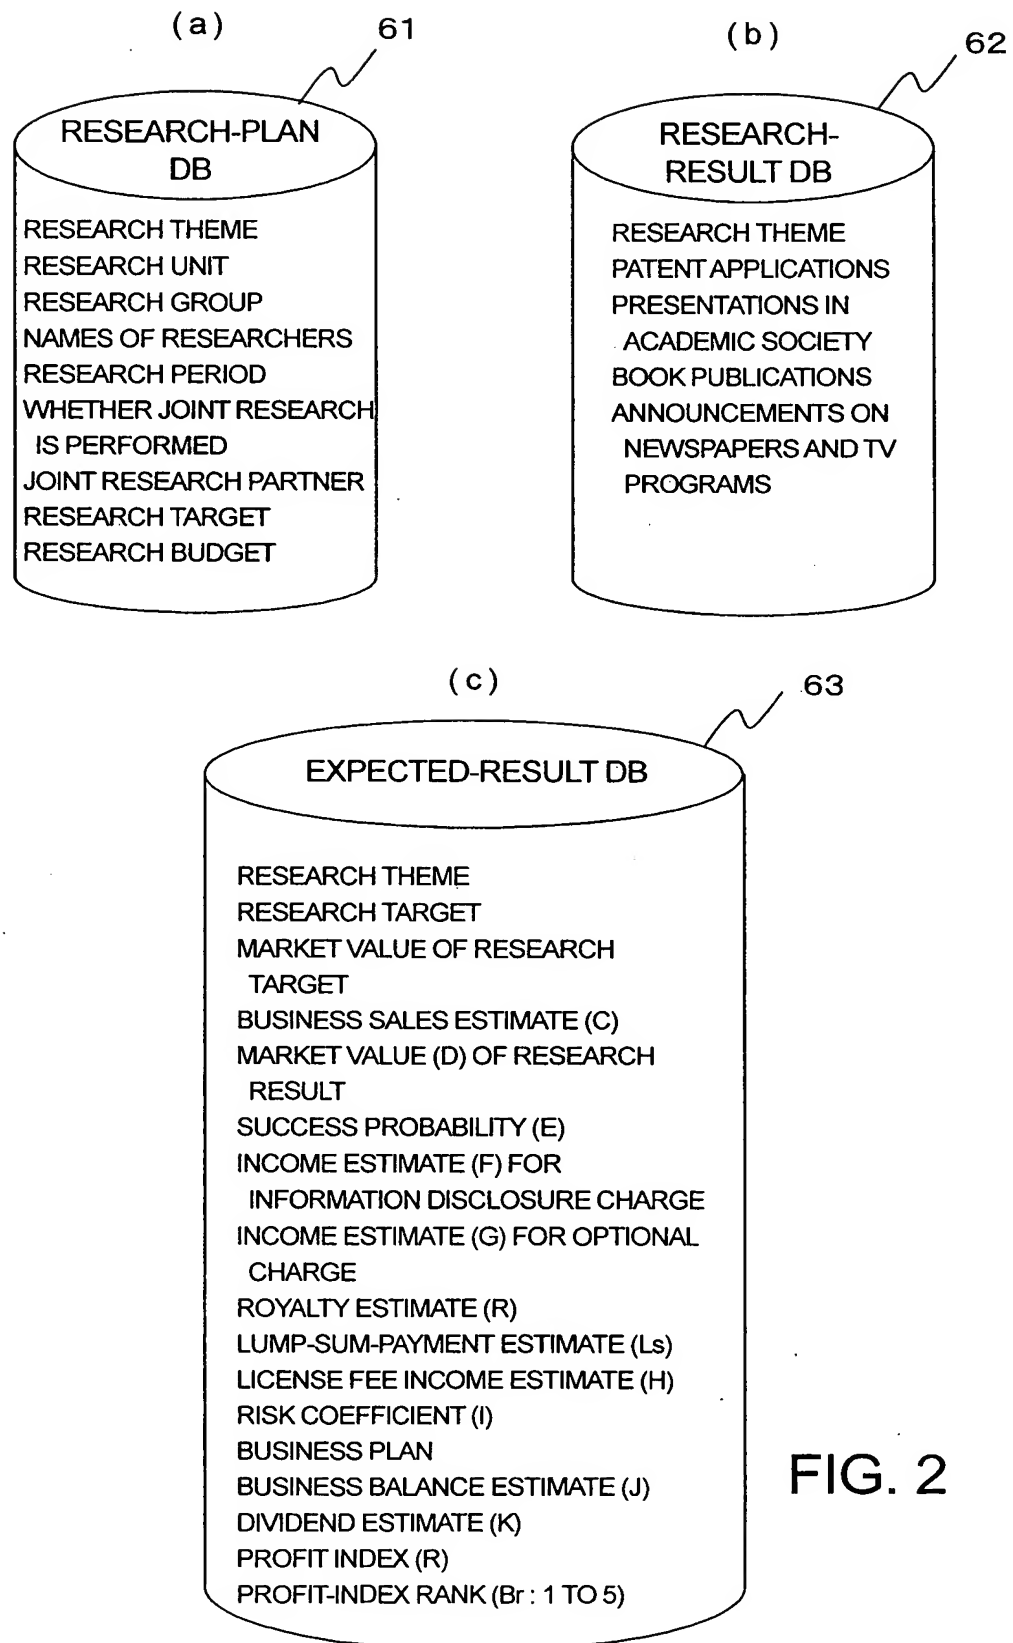 (a)
61
RESEARCH-PLAN
DB
RESEARCH THEME
RESEARCH UNIT
RESEARCH GROUP
NAMES OF RESEARCHERS
RESEARCH PERIOD
WHETHER JOINT RESEARCH
IS PERFORMED
JOINT RESEARCH PARTNER
RESEARCH TARGET
RESEARCH BUDGET
(b)
62
RESEARCH-
RESULT DB
RESEARCH THEME
PATENT APPLICATIONS
PRESENTATIONS IN
ACADEMIC SOCIETY
BOOK PUBLICATIONS
ANNOUNCEMENTS ON
NEWSPAPERS AND TV
PROGRAMS
(c)
63
EXPECTED-RESULT DB
RESEARCH THEME
RESEARCH TARGET
MARKET VALUE OF RESEARCH
TARGET
BUSINESS SALES ESTIMATE (C)
MARKET VALUE (D) OF RESEARCH
RESULT
SUCCESS PROBABILITY (E)
INCOME ESTIMATE (F) FOR
INFORMATION DISCLOSURE CHARGE
INCOME ESTIMATE (G) FOR OPTIONAL
CHARGE
ROYALTY ESTIMATE (R)
LUMP-SUM-PAYMENT ESTIMATE (Ls)
LICENSE FEE INCOME ESTIMATE (H)
RISK COEFFICIENT (I)
BUSINESS PLAN
BUSINESS BALANCE ESTIMATE (J)
DIVIDEND ESTIMATE (K)
PROFIT INDEX (R)
PROFIT-INDEX RANK (Br : 1 TO 5)
FIG. 2